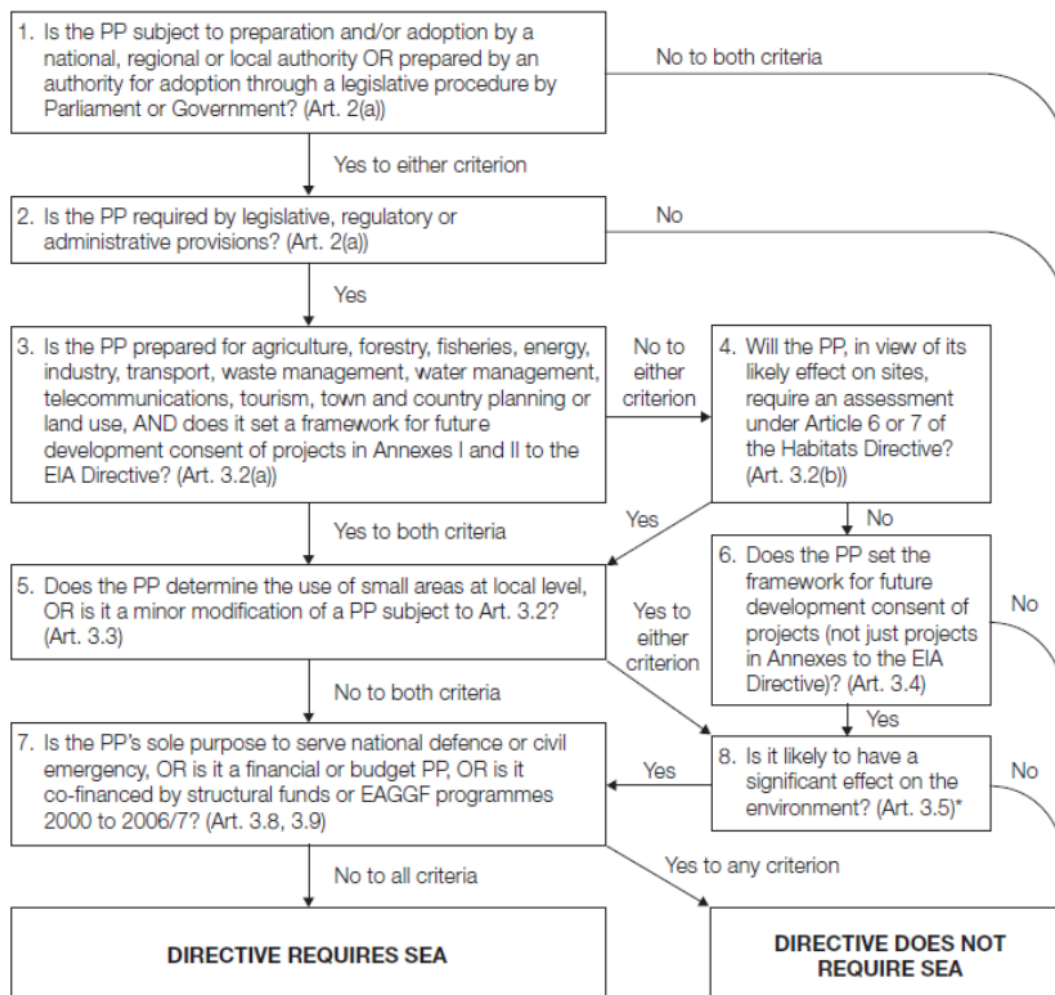 1. Is the PP subject to preparation and/or adoption by a
national, regional or local authority OR prepared by an
authority for adoption through a legislative procedure by
Parliament or Government? (Art. 2(a))
No to both criteria
Yes to either criterion
2. Is the PP required by legislative, regulatory or
administrative provisions? (Art. 2(a))
No
Yes
3. Is the PP prepared for agriculture, forestry, fisheries, energy,
industry, transport, waste management, water management,
telecommunications, tourism, town and country planning or
land use, AND does it set a framework for future
development consent of projects in Annexes I and II to the
EIA Directive? (Art. 3.2(a))
No to
either
criterion
4. Will the PP, in view of its
likely effect on sites,
require an assessment
under Article 6 or 7 of
the Habitats Directive?
(Art. 3.2(b))
Yes to both criteria
Yes
No
5. Does the PP determine the use of small areas at local level,
OR is it a minor modification of a PP subject to Art. 3.2?
(Art. 3.3)
Yes to
either
criterion
6. Does the PP set the
framework for future
development consent of
projects (not just projects
in Annexes to the EIA
Directive)? (Art. 3.4)
No
No to both criteria
Yes
7. Is the PP's sole purpose to serve national defence or civil
emergency, OR is it a financial or budget PP, OR is it
co-financed by structural funds or EAGGF programmes
2000 to 2006/7? (Art. 3.8, 3.9)
Yes
8. Is it likely to have a
significant effect on the
environment? (Art. 3.5)*
No
No to all criteria
Yes to any criterion
DIRECTIVE REQUIRES SEA
DIRECTIVE DOES NOT
REQUIRE SEA